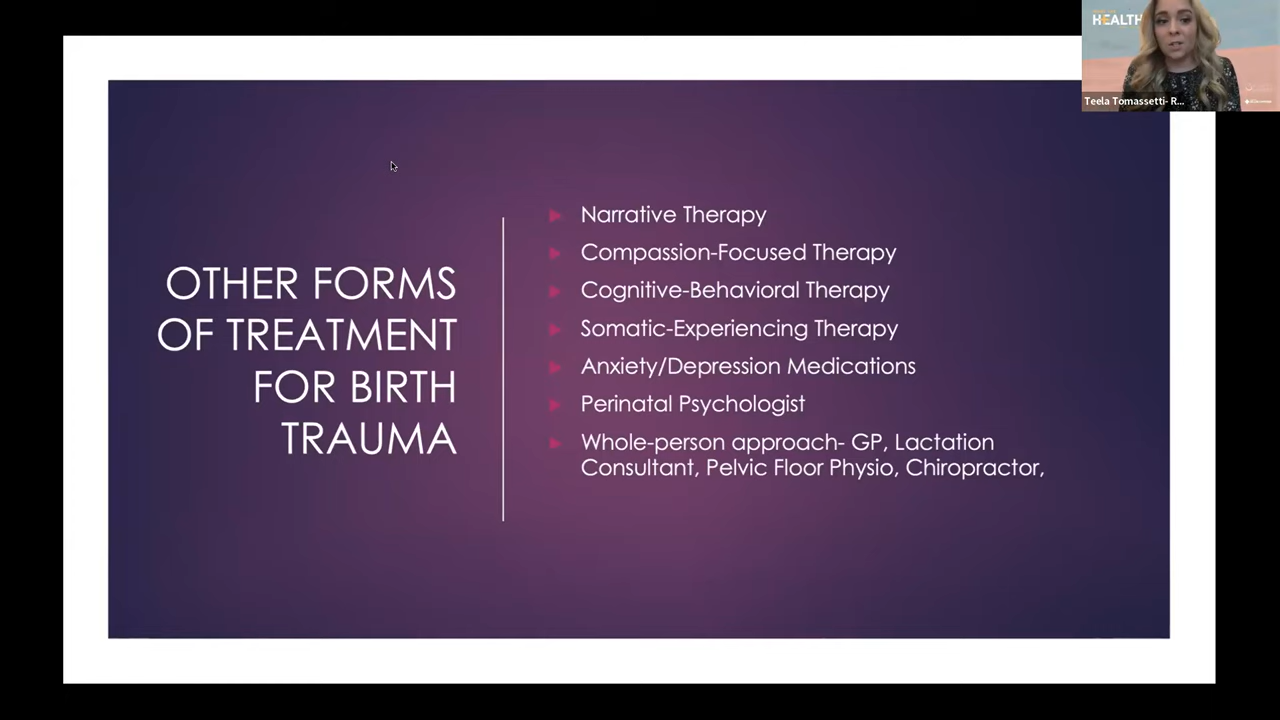 HEALTH
Teela Tomassetti- R...
OTHER FORMS
OF TREATMENT
FOR BIRTH
TRAUMA
Narrative Therapy
Compassion-Focused Therapy
Cognitive-Behavioral Therapy
Somatic-Experiencing Therapy
Anxiety/Depression Medications
Perinatal Psychologist
Whole-person approach- GP, Lactation
Consultant, Pelvic Floor Physio, Chiropractor,